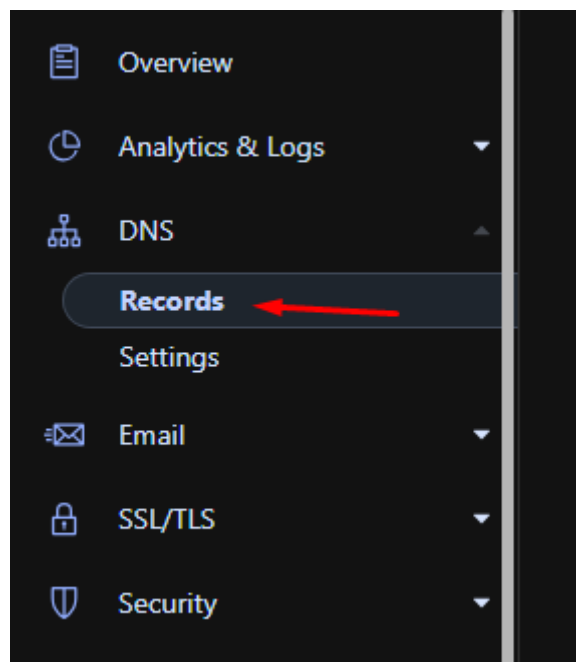 Overview
Analytics & Logs
DNS
Records
Settings
Email
SSL/TLS
Security